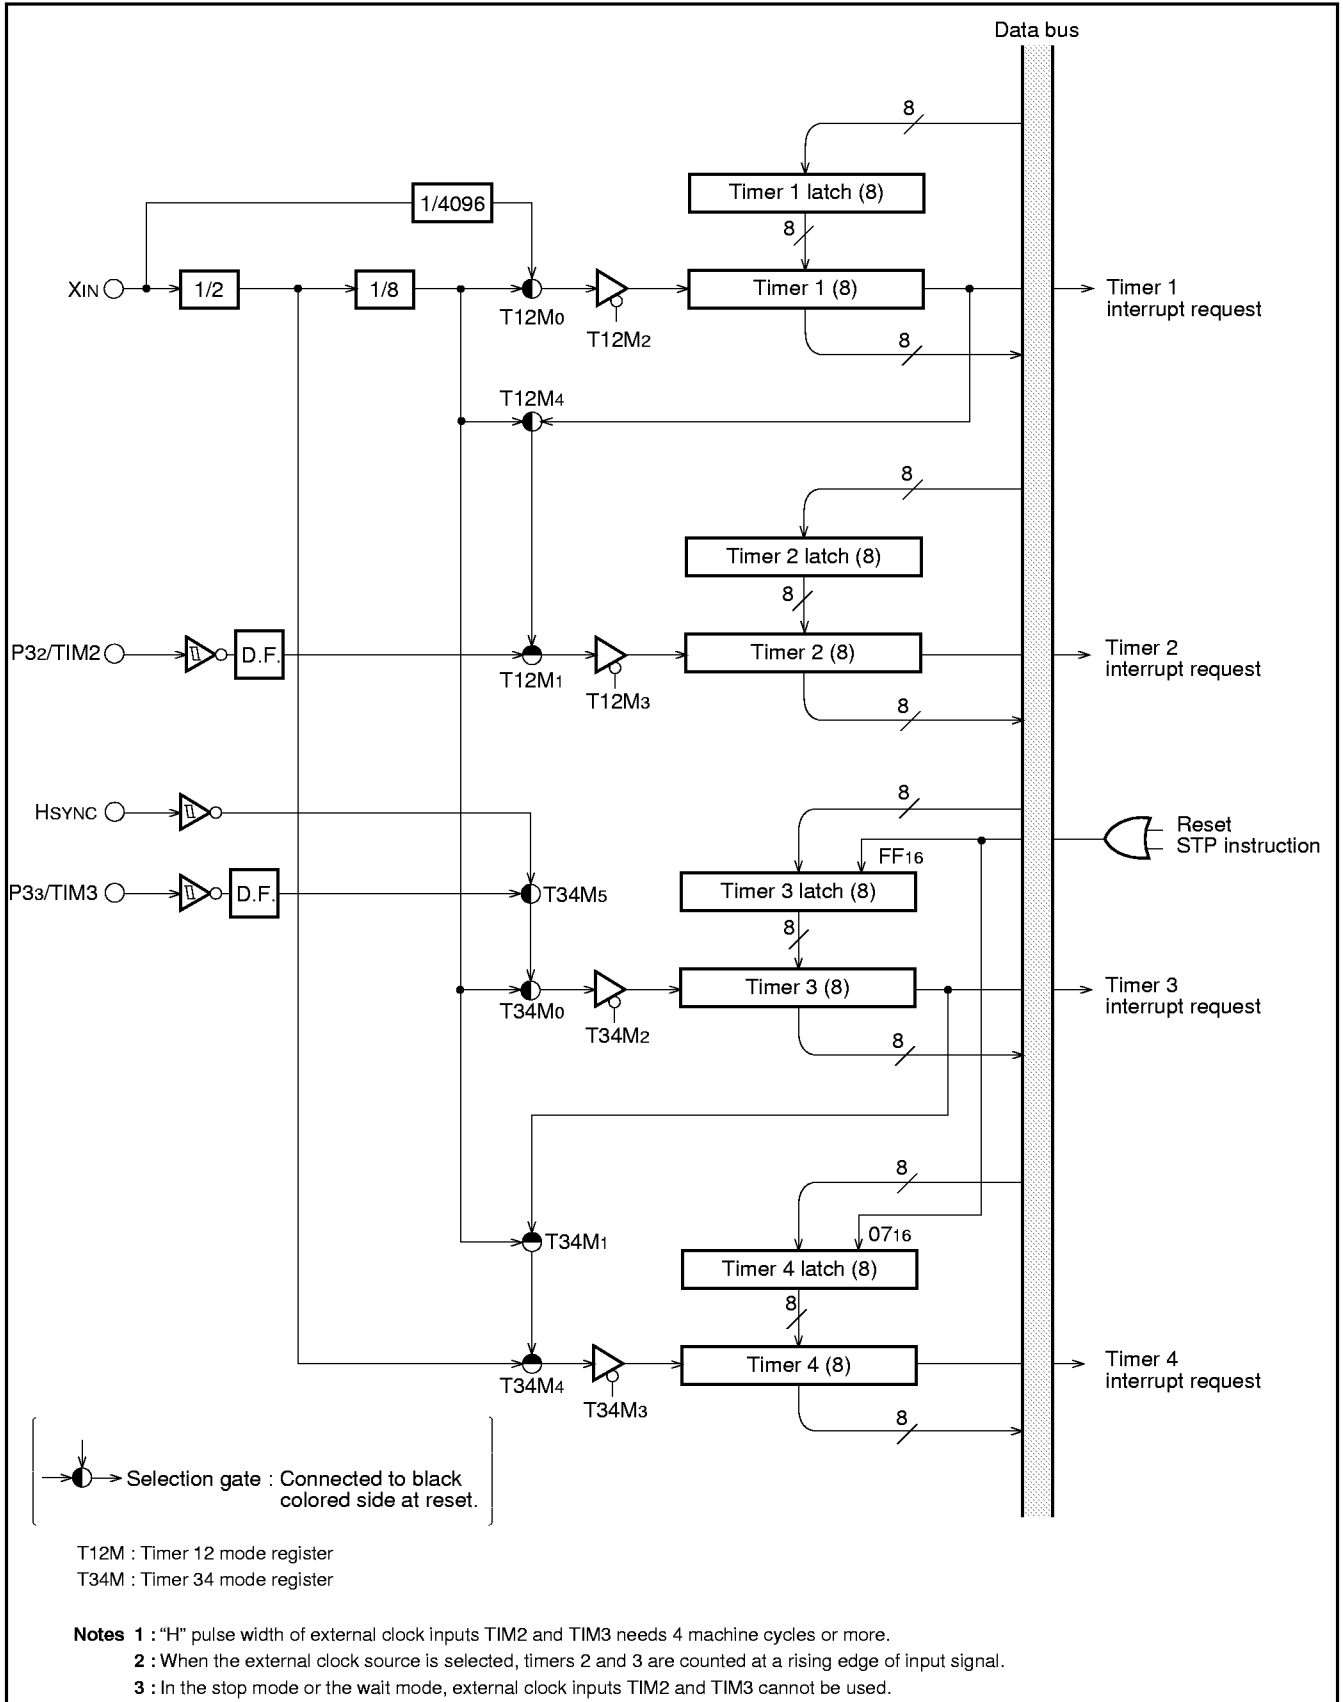 Data bus
8
Timer 1 latch (8)
1/4096
8
XIN
1/2
1/8
T12M0
T12M2
Timer 1 (8)
Timer 1
interrupt request
8
T12M4
8
Timer 2 latch (8)
8
P32/TIM2
D.F.
T12M1
T12M3
Timer 2 (8)
Timer 2
interrupt request
8
HSYNC
8
Reset
STP instruction
FF16
P33/TIM3
D.F.
T34M5
Timer 3 latch (8)
8
T34M0
T34M2
Timer 3 (8)
Timer 3
interrupt request
8
8
T34M1
0716
Timer 4 latch (8)
8
T34M4
T34M3
Timer 4 (8)
Timer 4
interrupt request
8
Selection gate : Connected to black
colored side at reset.
T12M : Timer 12 mode register
T34M : Timer 34 mode register
Notes 1 : “H” pulse width of external clock inputs TIM2 and TIM3 needs 4 machine cycles or more.
2 : When the external clock source is selected, timers 2 and 3 are counted at a rising edge of input signal.
3 : In the stop mode or the wait mode, external clock inputs TIM2 and TIM3 cannot be used.